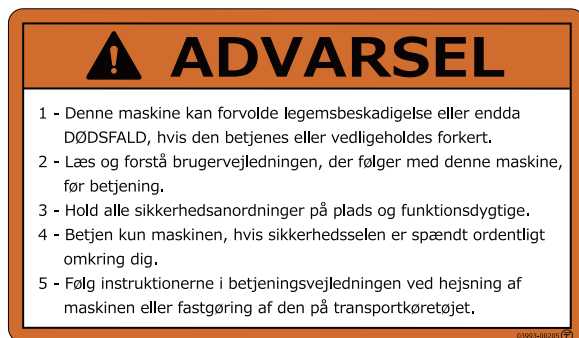 ADVARSEL
1 - Denne maskine kan forvolde legemsbeskadigelse eller endda
DØDSFALD, hvis den betjenes eller vedligeholdes forkert.
2 - Læs og forstå brugervejledningen, der følger med denne maskine,
før betjening.
3 - Hold alle sikkerhedsanordninger på plads og funktionsdygtige.
4 - Betjen kun maskinen, hvis sikkerhedsselen er spændt ordentligt
omkring dig.
5 - Følg instruktionerne i betjeningsvejledningen ved hejsning af
maskinen eller fastgøring af den på transportkøretøjet.
03993-00205